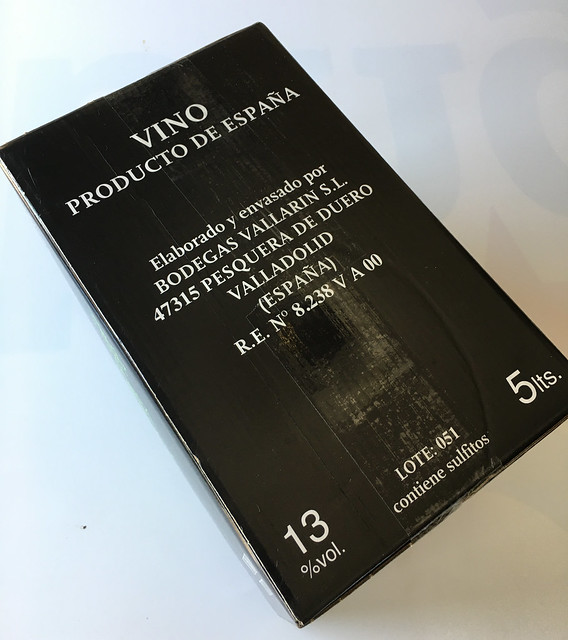 VINO
PRODUCTO DE ESPAÑA
Elaborado y envasado por
BODEGAS VALLARIN S.L.
47315 PESQUERA DE DUERO
VALLADOLID
(ESPAÑA)
R.E. Nº 8.238 V A 00
5lts.
LOTE: 051
contiene sulfitos
13
%vol.